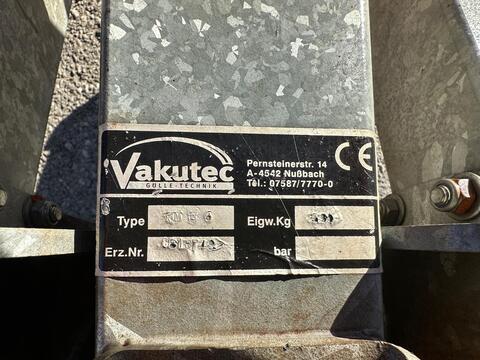 Vakutec
GÜLLE-TECHNIK
Pernsteinerstr. 14
A-4542 Nußbach
Tel.: 07587/7770-0
CE
Type Eigw.Kg
Erz.Nr. bar